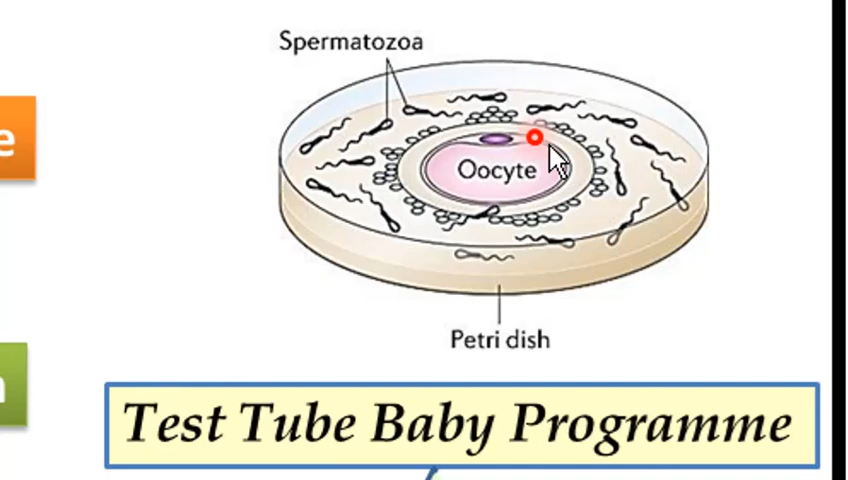 Spermatozoa
e
Oocyte
Petri dish
n
Test Tube Baby Programme